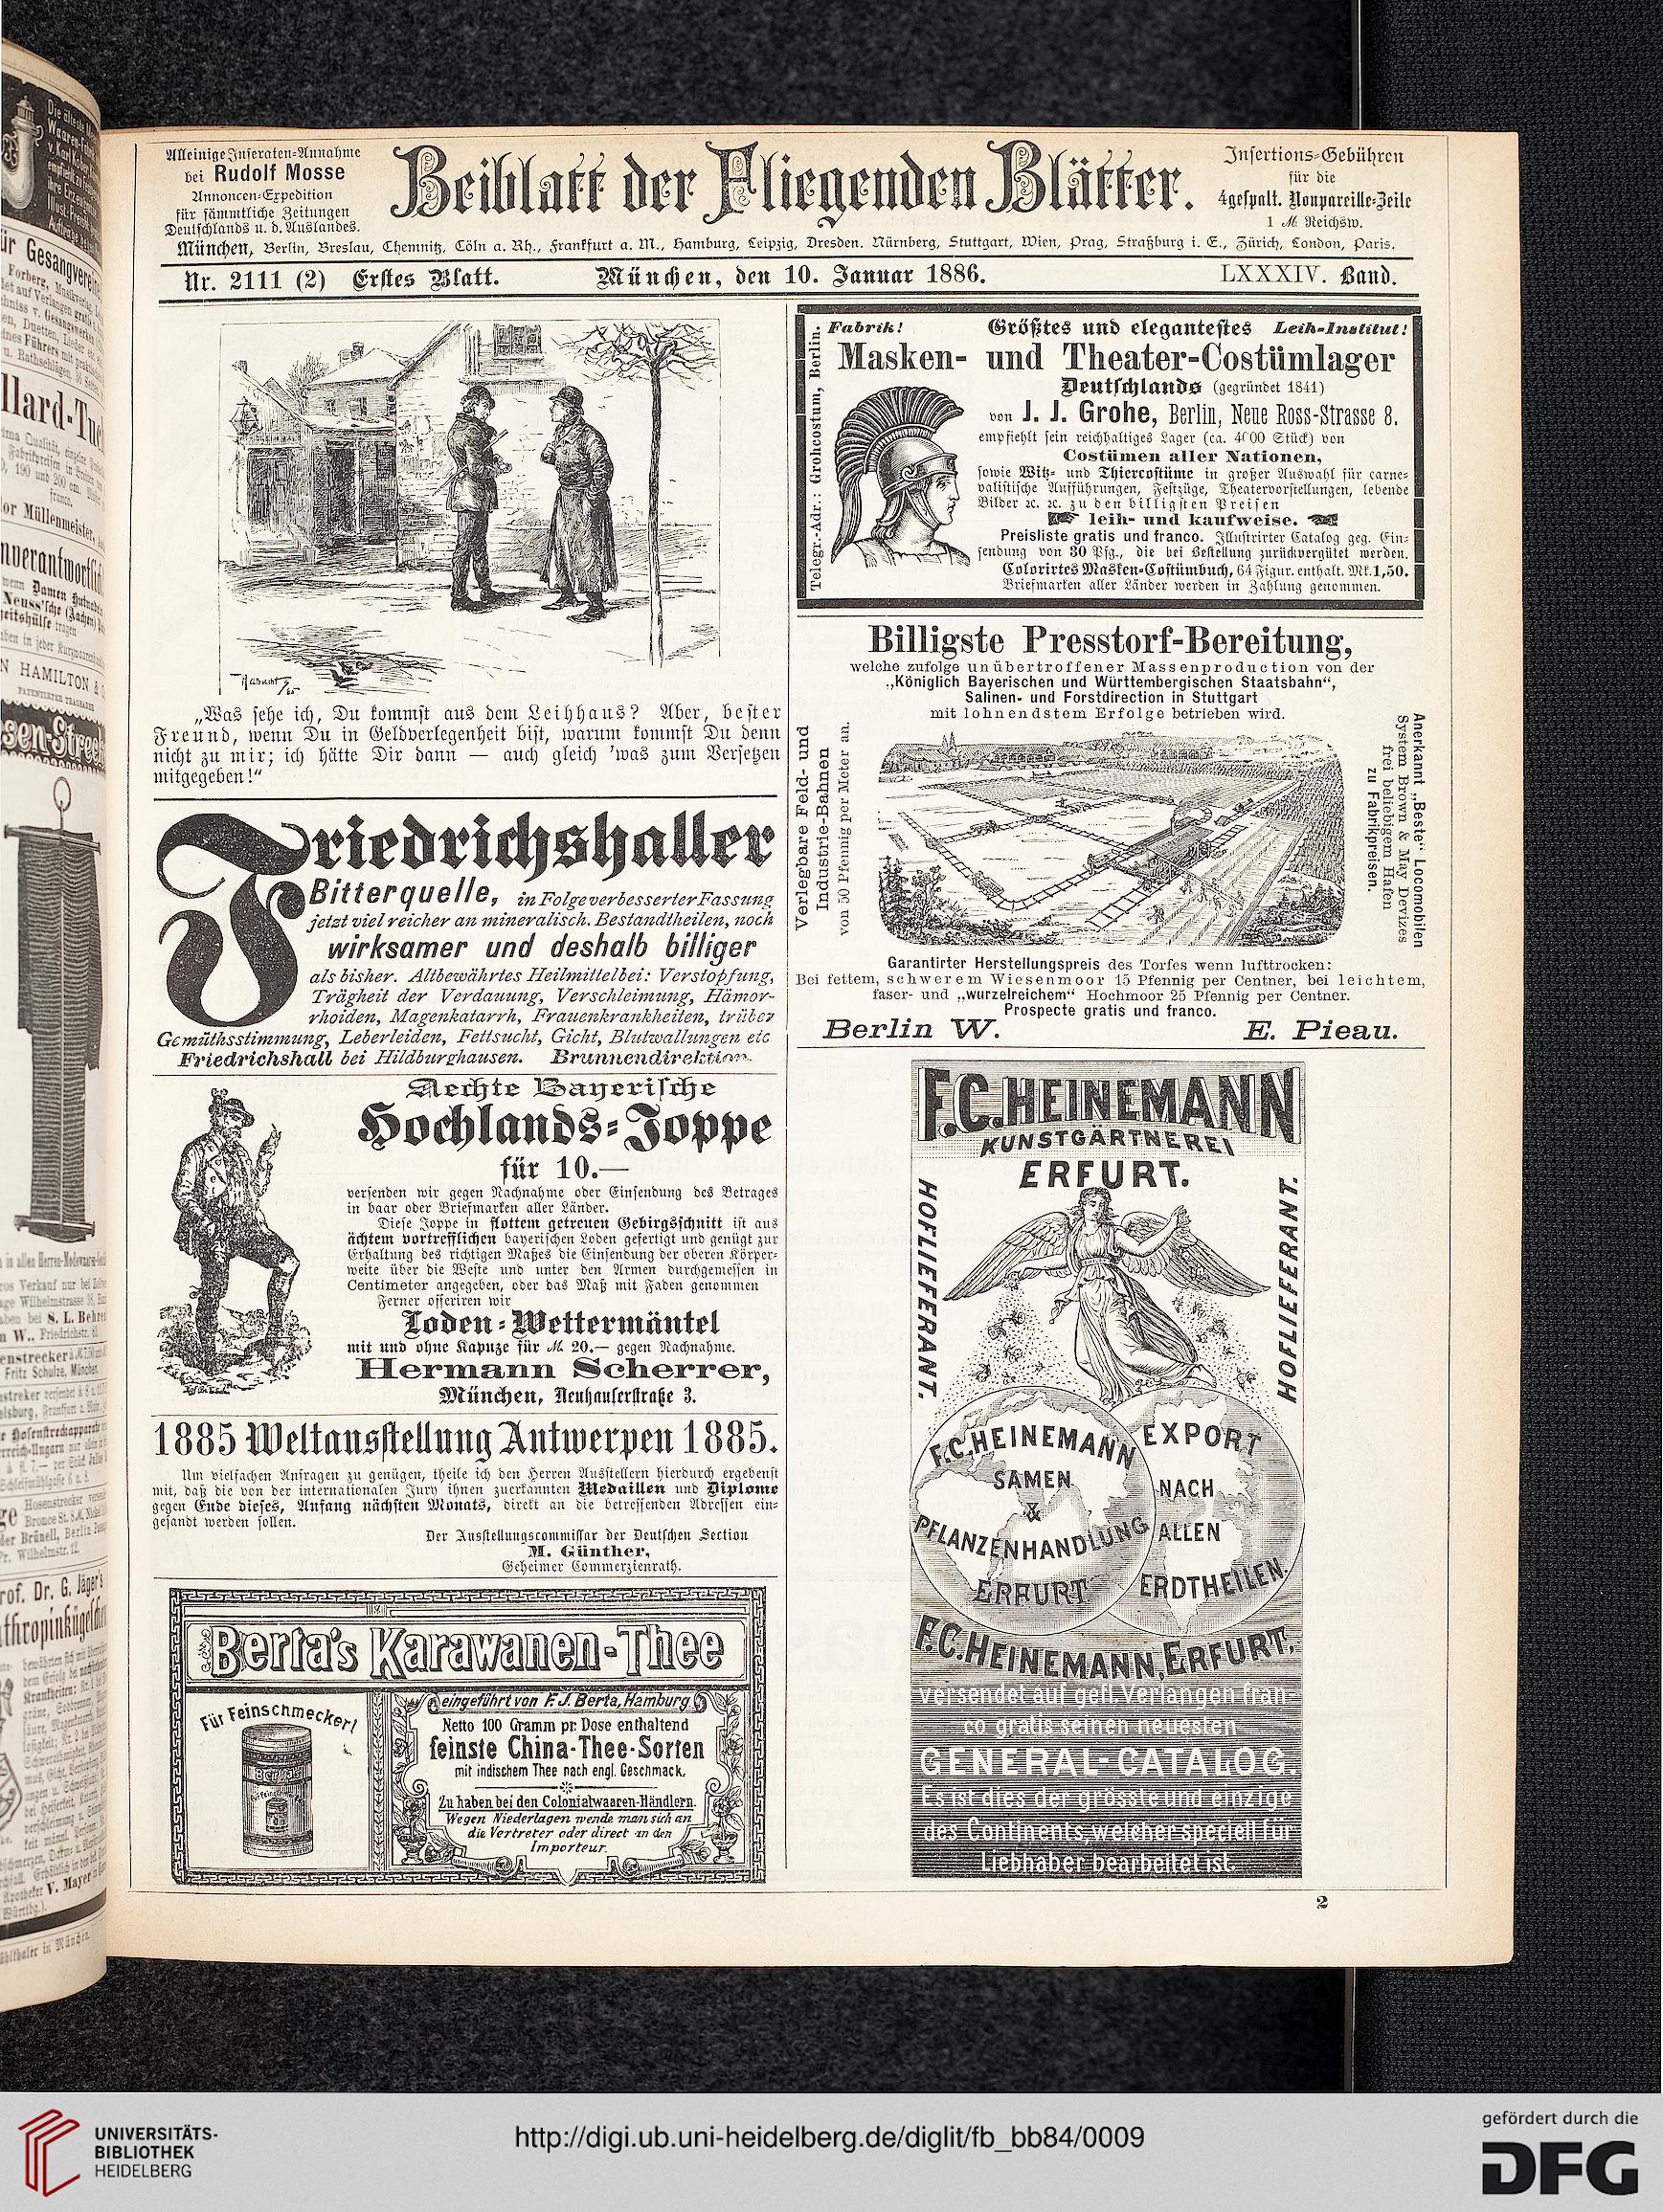 Alleinige Inseraten-Annahme
bei Rudolf Mosse
Annoncen-Expedition
für sämmtliche Zeitungen
Deutschlands u. d. Auslandes.
Beiblatt der Fliegenden Blätter.
Insertions-Gebühren
für die
4gespalt. Nonpareille-Zeile
1 ℳ Reichsw.
München, Berlin, Breslau, Chemnitz, Cöln a. Rh., Frankfurt a. M., Hamburg, Leipzig, Dresden. Nürnberg, Stuttgart, Wien, Prag, Straßburg i. E., Zürich, London, Paris.
Nr. 2111 (2) Erstes Blatt. München, den 10. Januar 1886. LXXXIV. Band.
„Was sehe ich, Du kommst aus dem Leihhaus? Aber, bester
Freund, wenn Du in Geldverlegenheit bist, warum kommst Du denn
nicht zu mir; ich hätte Dir dann — auch gleich 'was zum Versetzen
mitgegeben!“
Friedrichshaller
Bitterquelle, in Folge verbesserter Fassung
jetzt viel reicher an mineralisch. Bestandtheilen, noch
wirksamer und deshalb billiger
als bisher. Altbewährtes Heilmittel bei: Verstopfung,
Trägheit der Verdauung, Verschleimung, Hämor-
rhoiden, Magenkatarrh, Frauenkrankheiten, trüber
Gemüthsstimmung, Leberleiden, Fettsucht, Gicht, Blutwallungen etc
Friedrichshall bei Hildburghausen. Brunnendirektion.
Aechte Bayerische
Hochlands-Joppe
für 10.—
versenden wir gegen Nachnahme oder Einsendung des Betrages
in baar oder Briefmarken aller Länder.
Diese Joppe in flottem getreuen Gebirgsschnitt ist aus
ächtem vortrefflichen bayerischen Loden gefertigt und genügt zur
Erhaltung des richtigen Maßes die Einsendung der oberen Körper-
weite über die Weste und unter den Armen durchgemessen in
Centimeter angegeben, oder das Maß mit Faden genommen
Ferner offeriren wir
Loden-Wettermäntel
mit und ohne Kapuze für ℳ 20.— gegen Nachnahme.
Hermann Scherrer,
München, Neuhauserstraße 3.
1885 Weltausstellung Antwerpen 1885.
Um vielfachen Anfragen zu genügen, theile ich den Herren Ausstellern hierdurch ergebenst
mit, daß die von der internationalen Jury ihnen zuerkannten Medaillen und Diplome
gegen Ende dieses, Anfang nächsten Monats, direkt an die betreffenden Adressen ein-
gesandt werden sollen.
Der Ausstellungscommissar der Deutschen Section
M. Günther,
Geheimer Commerzienrath.
Berta's Karawanen-Thee
Für Feinschmecker!
eingeführt von F. J. Berta, Hamburg
Netto 100 Gramm pr. Dose enthaltend
feinste China-Thee-Sorten
mit indischem Thee nach engl. Geschmack.
Zu haben bei den Colonialwaaren-Händlern.
Wegen Niederlagen wende man sich an
die Vertreter oder direct an den
Importeur.
Telegr.-Adr.: Grohcostum, Berlin.
Fabrik! Größtes und elegantestes Leih-Institut!
Masken- und Theater-Costümlager
Deutschlands (gegründet 1841)
von J. J. Grohe, Berlin, Neue Ross-Strasse 8.
empfiehlt sein reichhaltiges Lager (ca. 4000 Stück) von
Costümen aller Nationen,
sowie Witz- und Thiercostüme in großer Auswahl für carne-
valistische Aufführungen, Festzüge, Theatervorstellungen, lebende
Bilder ꝛc. ꝛc. zu den billigsten Preisen
☛ leih- und kaufweise. ☚
Preisliste gratis und franco. Illustrirter Catalog geg. Ein-
sendung von 30 Pfg., die bei Bestellung zurückvergütet werden.
Colorirtes Masken-Costümbuch, 64 Figur. enthalt. Mk. 1,50.
Briefmarken aller Länder werden in Zahlung genommen.
Billigste Presstorf-Bereitung,
welche zufolge unübertroffener Massenproduction von der
„Königlich Bayerischen und Württembergischen Staatsbahn“,
Salinen- und Forstdirection in Stuttgart
mit lohnendstem Erfolge betrieben wird.
Verlegbare Feld- und
Industrie-Bahnen
von 50 Pfennig per Meter an.
Anerkannt „Beste“ Locomobilen
System Brown & May Devizes
frei beliebigem Hafen
zu Fabrikpreisen.
Garantirter Herstellungspreis des Torfes wenn lufttrocken:
Bei fettem, schwerem Wiesenmoor 15 Pfennig per Centner, bei leichtem,
faser- und „wurzelreichem“ Hochmoor 25 Pfennig per Centner.
Prospecte gratis und franco.
Berlin W. E. Pieau.
F.C. HEINEMANN
KUNSTGÄRTNEREI
ERFURT.
HOFLIEFERANT.
HOFLIEFERANT.
F.C. HEINEMANN
SAMEN
&
PFLANZENHANDLUNG
ERFURT
EXPORT
NACH
ALLEN
ERDTHEILEN
F.C. HEINEMANN, ERFURT,
versendet auf gefl. Verlangen fran-
co gratis seinen neuesten
GENERAL-CATALOG.
Es ist dies der grösste und einzige
des Continents, welcher speciell für
Liebhaber bearbeitet ist.
2
UNIVERSITÄTS-
BIBLIOTHEK
HEIDELBERG
http://digi.ub.uni-heidelberg.de/diglit/fb_bb84/0009
gefördert durch die
DFG